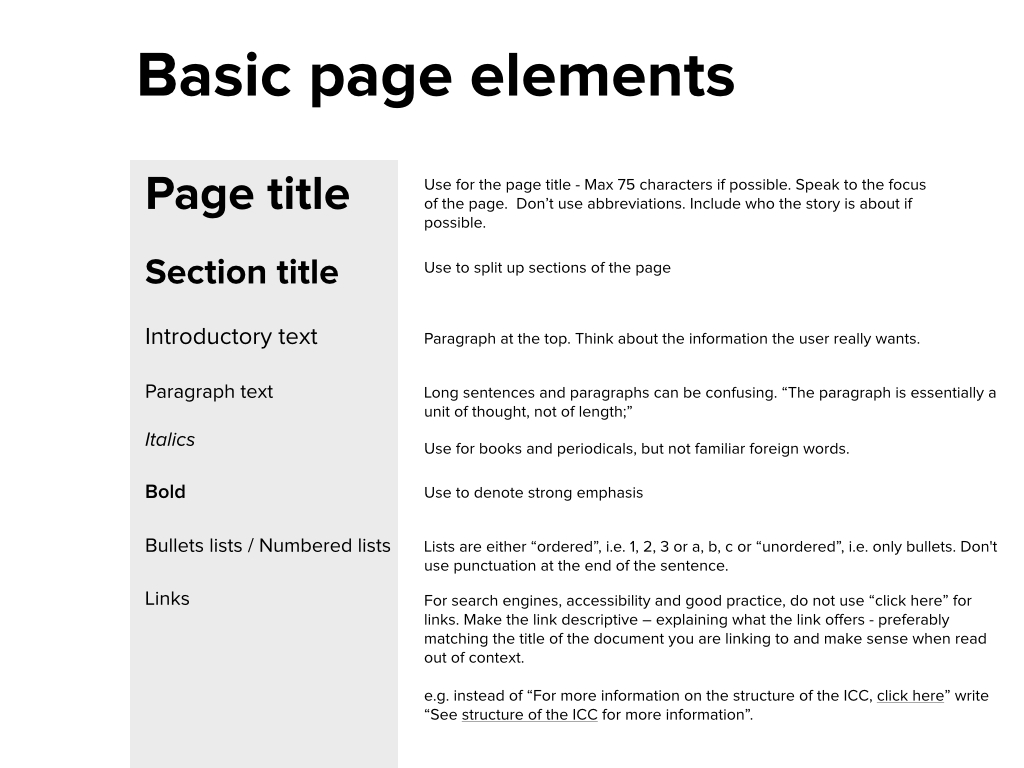 Basic page elements
Page title
Use for the page title - Max 75 characters if possible. Speak to the focus
of the page.  Don’t use abbreviations. Include who the story is about if
possible.
Section title
Use to split up sections of the page
Introductory text
Paragraph at the top. Think about the information the user really wants.
Paragraph text
Long sentences and paragraphs can be confusing. “The paragraph is essentially a
unit of thought, not of length;”
Italics
Use for books and periodicals, but not familiar foreign words.
Bold
Use to denote strong emphasis
Bullets lists / Numbered lists
Lists are either “ordered”, i.e. 1, 2, 3 or a, b, c or “unordered”, i.e. only bullets. Don't
use punctuation at the end of the sentence.
Links
For search engines, accessibility and good practice, do not use “click here” for
links. Make the link descriptive – explaining what the link offers - preferably
matching the title of the document you are linking to and make sense when read
out of context.
e.g. instead of “For more information on the structure of the ICC, click here” write
“See structure of the ICC for more information”.